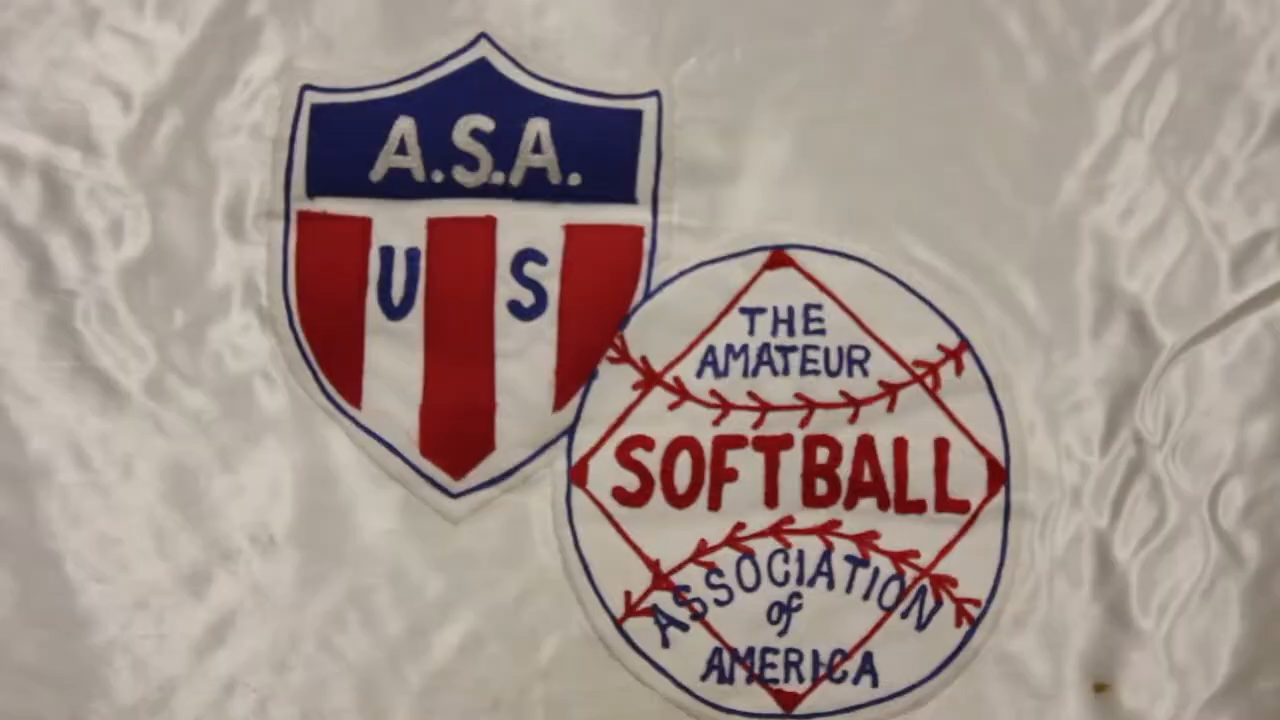 A.S.A.
U S
THE
AMATEUR
SOFTBALL
ASSOCIATION
of
AMERICA